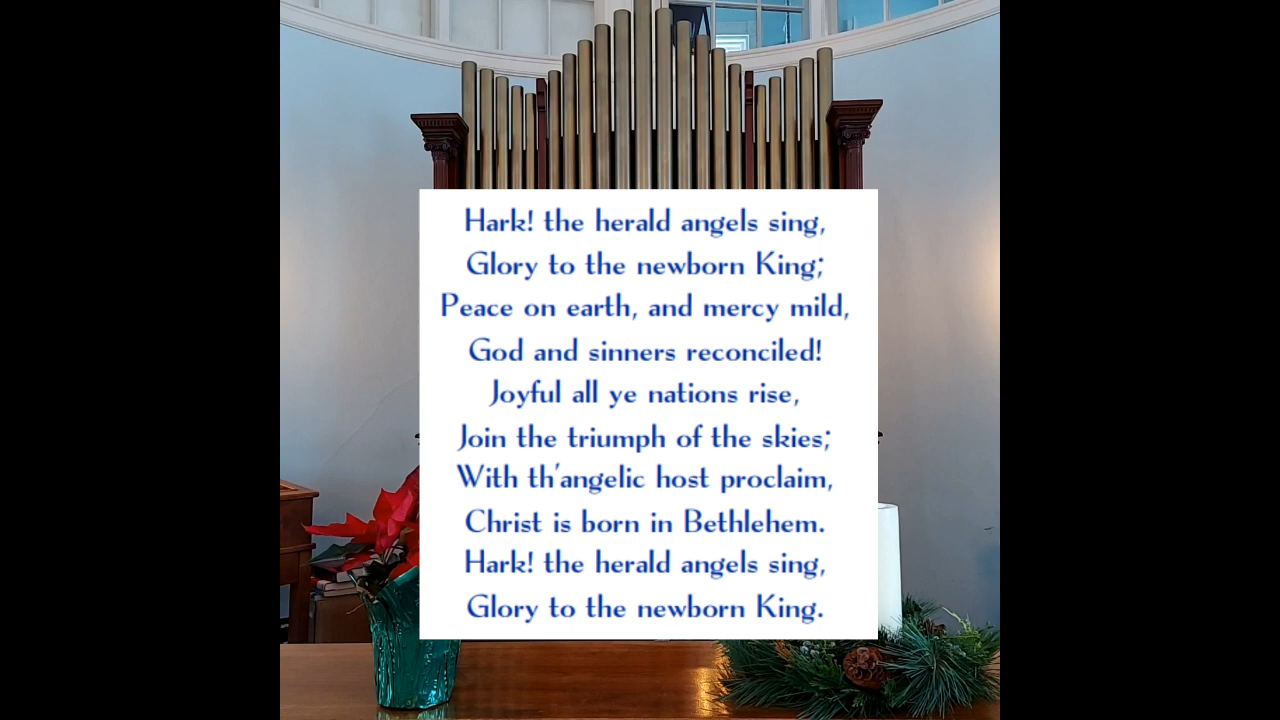 Hark! the herald angels sing,
Glory to the newborn King;
Peace on earth, and mercy mild,
God and sinners reconciled!
Joyful all ye nations rise,
Join the triumph of the skies;
With th'angelic host proclaim,
Christ is born in Bethlehem.
Hark! the herald angels sing,
Glory to the newborn King.